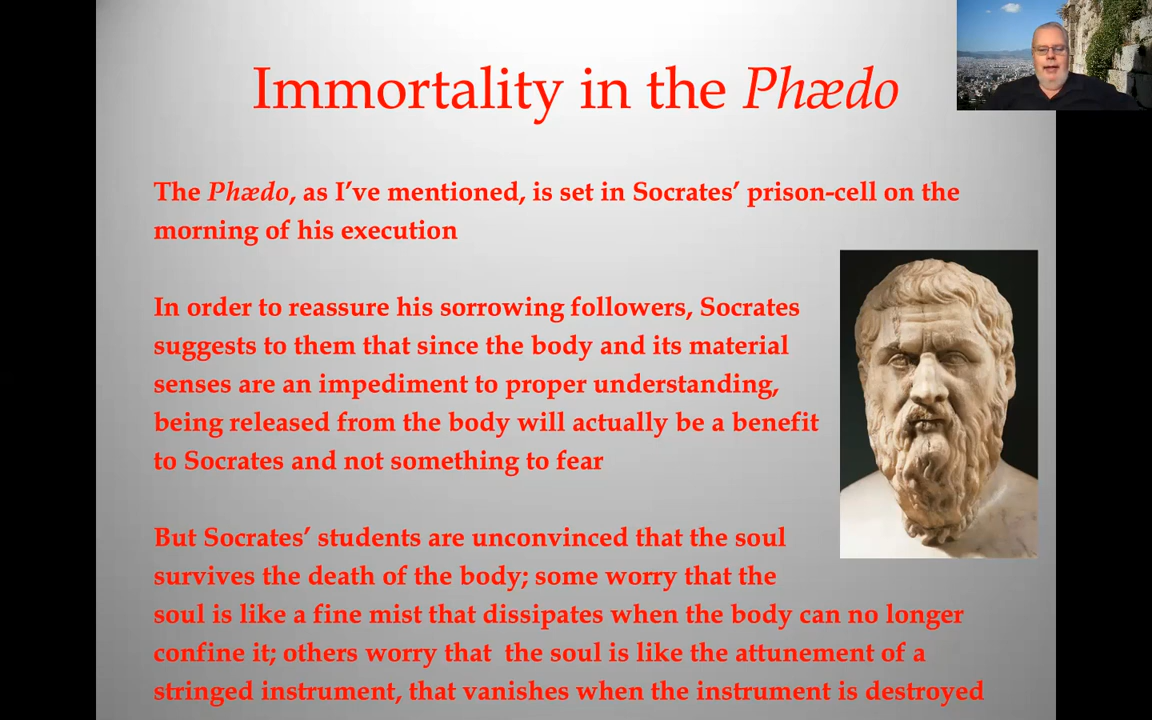 Immortality in the Phædo
The Phædo, as I’ve mentioned, is set in Socrates’ prison-cell on the
morning of his execution
In order to reassure his sorrowing followers, Socrates
suggests to them that since the body and its material
senses are an impediment to proper understanding,
being released from the body will actually be a benefit
to Socrates and not something to fear
But Socrates’ students are unconvinced that the soul
survives the death of the body; some worry that the
soul is like a fine mist that dissipates when the body can no longer
confine it; others worry that  the soul is like the attunement of a
stringed instrument, that vanishes when the instrument is destroyed